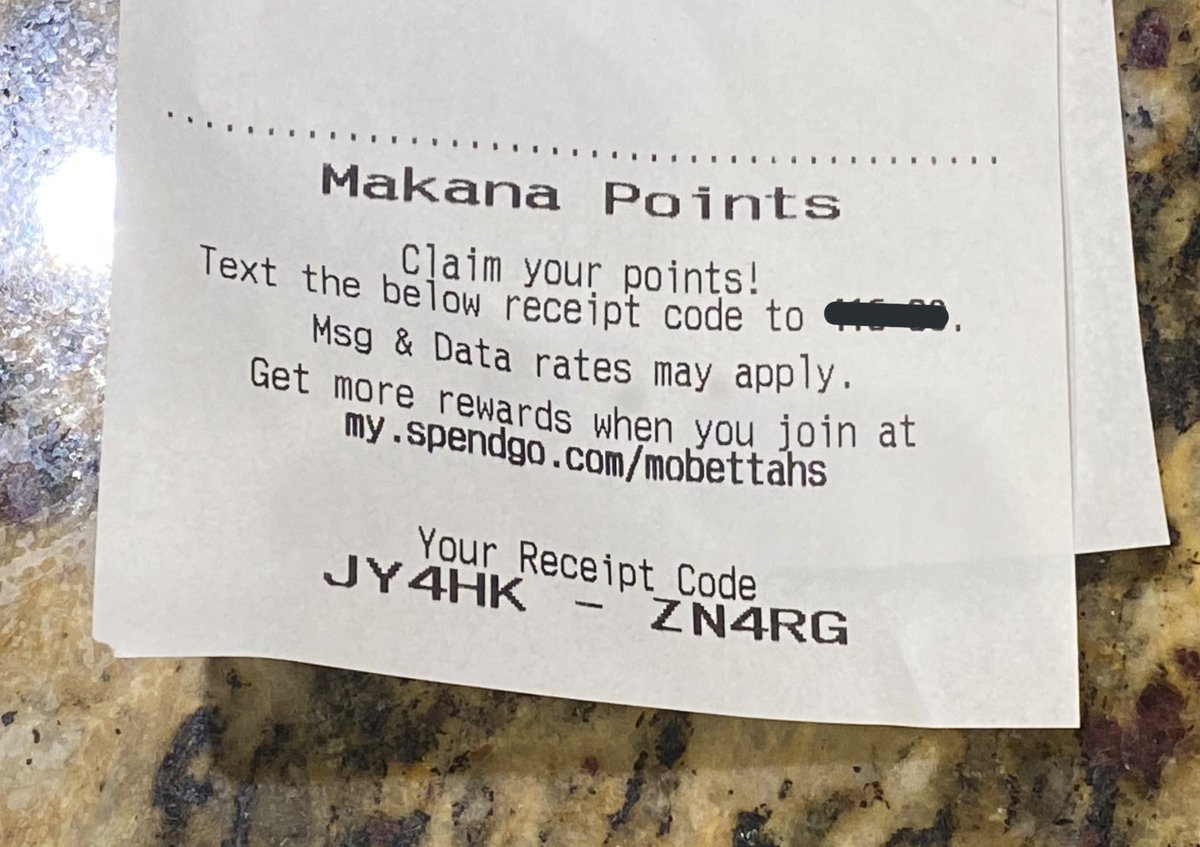 Makana Points
Claim your points!
Text the below receipt code to .
Msg & Data rates may apply.
Get more rewards when you join at
my.spendgo.com/mobettahs
Your Receipt Code
JY4HK - ZN4RG